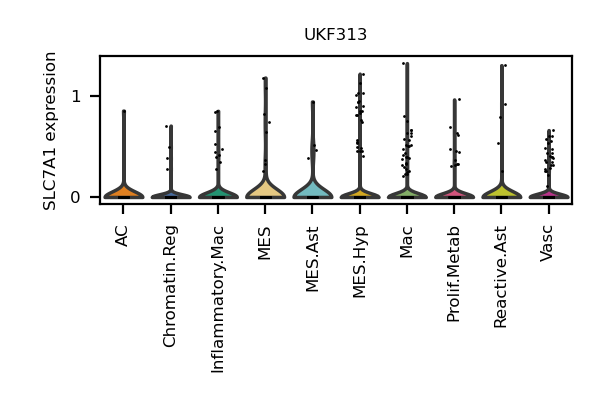 UKF313
SLC7A1 expression
1
0
AC
Chromatin.Reg
Inflammatory.Mac
MES
MES.Ast
MES.Hyp
Mac
Prolif.Metab
Reactive.Ast
Vasc